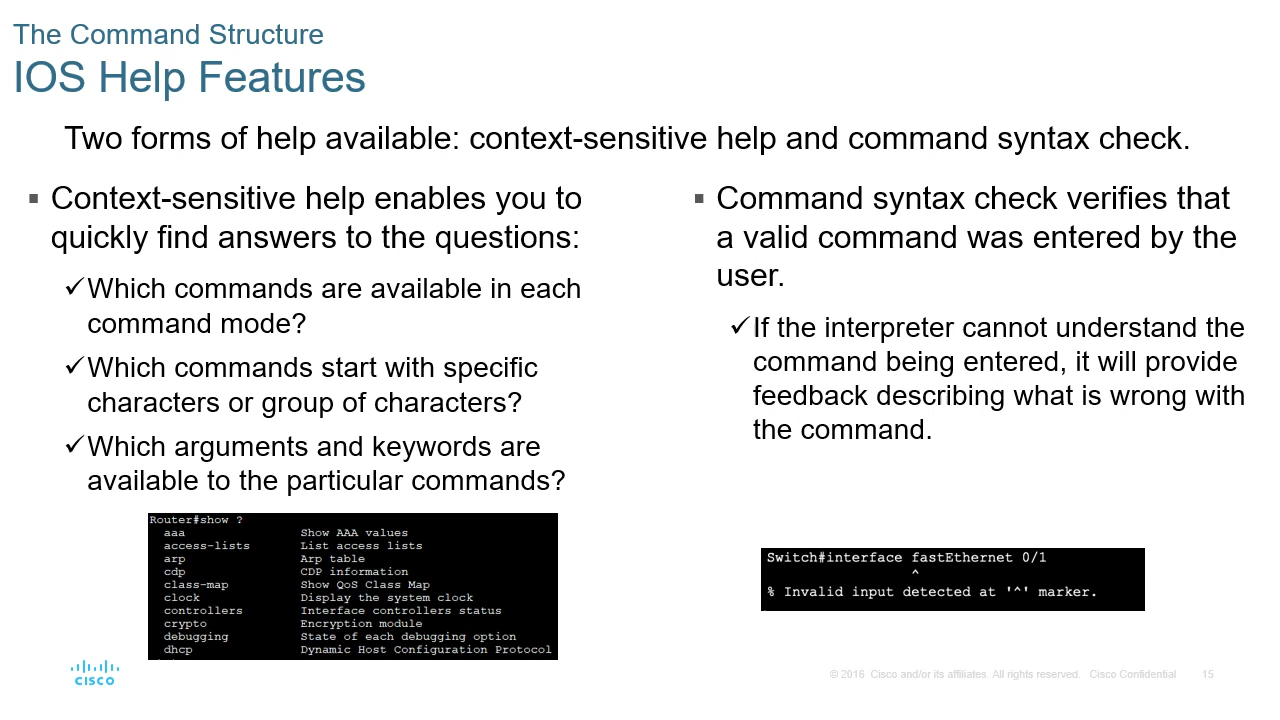 The Command Structure
IOS Help Features
Two forms of help available: context-sensitive help and command syntax check.
▪ Context-sensitive help enables you to
quickly find answers to the questions:
✓Which commands are available in each
command mode?
✓Which commands start with specific
characters or group of characters?
✓Which arguments and keywords are
available to the particular commands?
Router#show ?
aaa Show AAA values
access-lists List access lists
arp Arp table
cdp CDP information
class-map Show QoS Class Map
clock Display the system clock
controllers Interface controllers status
crypto Encryption module
debugging State of each debugging option
dhcp Dynamic Host Configuration Protocol
▪ Command syntax check verifies that
a valid command was entered by the
user.
✓If the interpreter cannot understand the
command being entered, it will provide
feedback describing what is wrong with
the command.
Switch#interface fastEthernet 0/1
^
% Invalid input detected at '^' marker.
CISCO
© 2016 Cisco and/or its affiliates. All rights reserved. Cisco Confidential 15